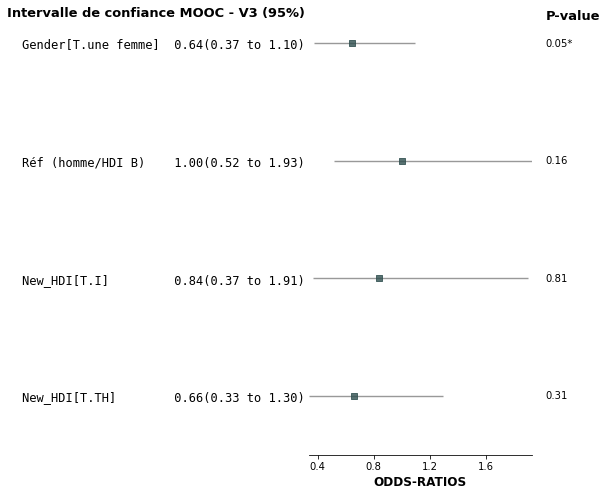 Intervalle de confiance MOOC - V3 (95%) P-value
Gender[T.une femme] 0.64(0.37 to 1.10) 0.05*
Réf (homme/HDI B) 1.00(0.52 to 1.93) 0.16
New_HDI[T.I] 0.84(0.37 to 1.91) 0.81
New_HDI[T.TH] 0.66(0.33 to 1.30) 0.31
0.4 0.8 1.2 1.6
ODDS-RATIOS